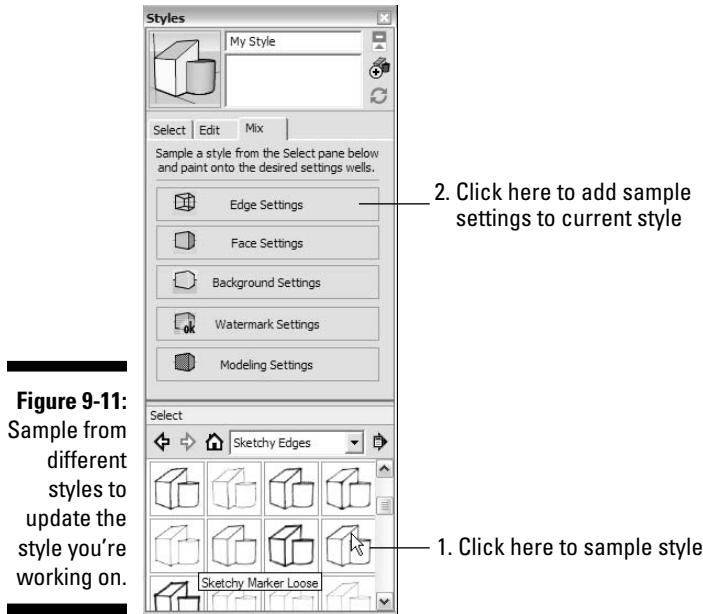 Styles
My Style
Select Edit Mix
Sample a style from the Select pane below
and paint onto the desired settings wells.
Edge Settings
Face Settings
Background Settings
ok
Watermark Settings
Modeling Settings
Select
Sketchy Edges
Sketchy Marker Loose
2. Click here to add sample
settings to current style
1. Click here to sample style
Figure 9-11:
Sample from
different
styles to
update the
style you're
working on.